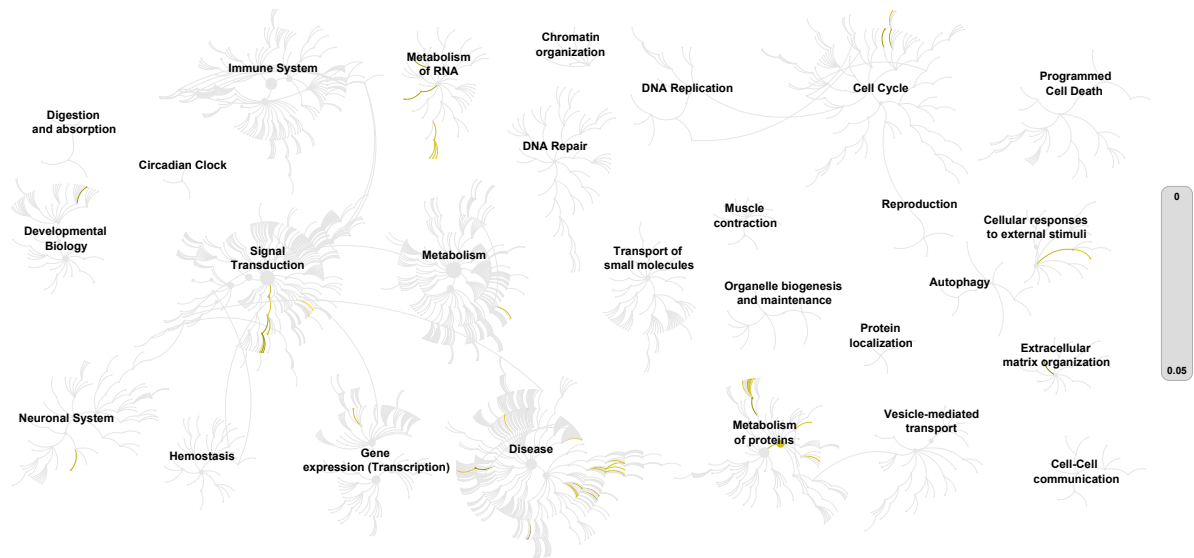 Chromatin
organization
Immune System
Metabolism
of RNA
DNA Replication
Cell Cycle
Programmed
Cell Death
Digestion
and absorption
Circadian Clock
DNA Repair
Developmental
Biology
Signal
Transduction
Metabolism
Transport of
small molecules
Muscle
contraction
Reproduction
Cellular responses
to external stimuli
Organelle biogenesis
and maintenance
Autophagy
Protein
localization
Extracellular
matrix organization
0
0.05
Neuronal System
Hemostasis
Gene
expression (Transcription)
Disease
Metabolism
of proteins
Vesicle-mediated
transport
Cell-Cell
communication